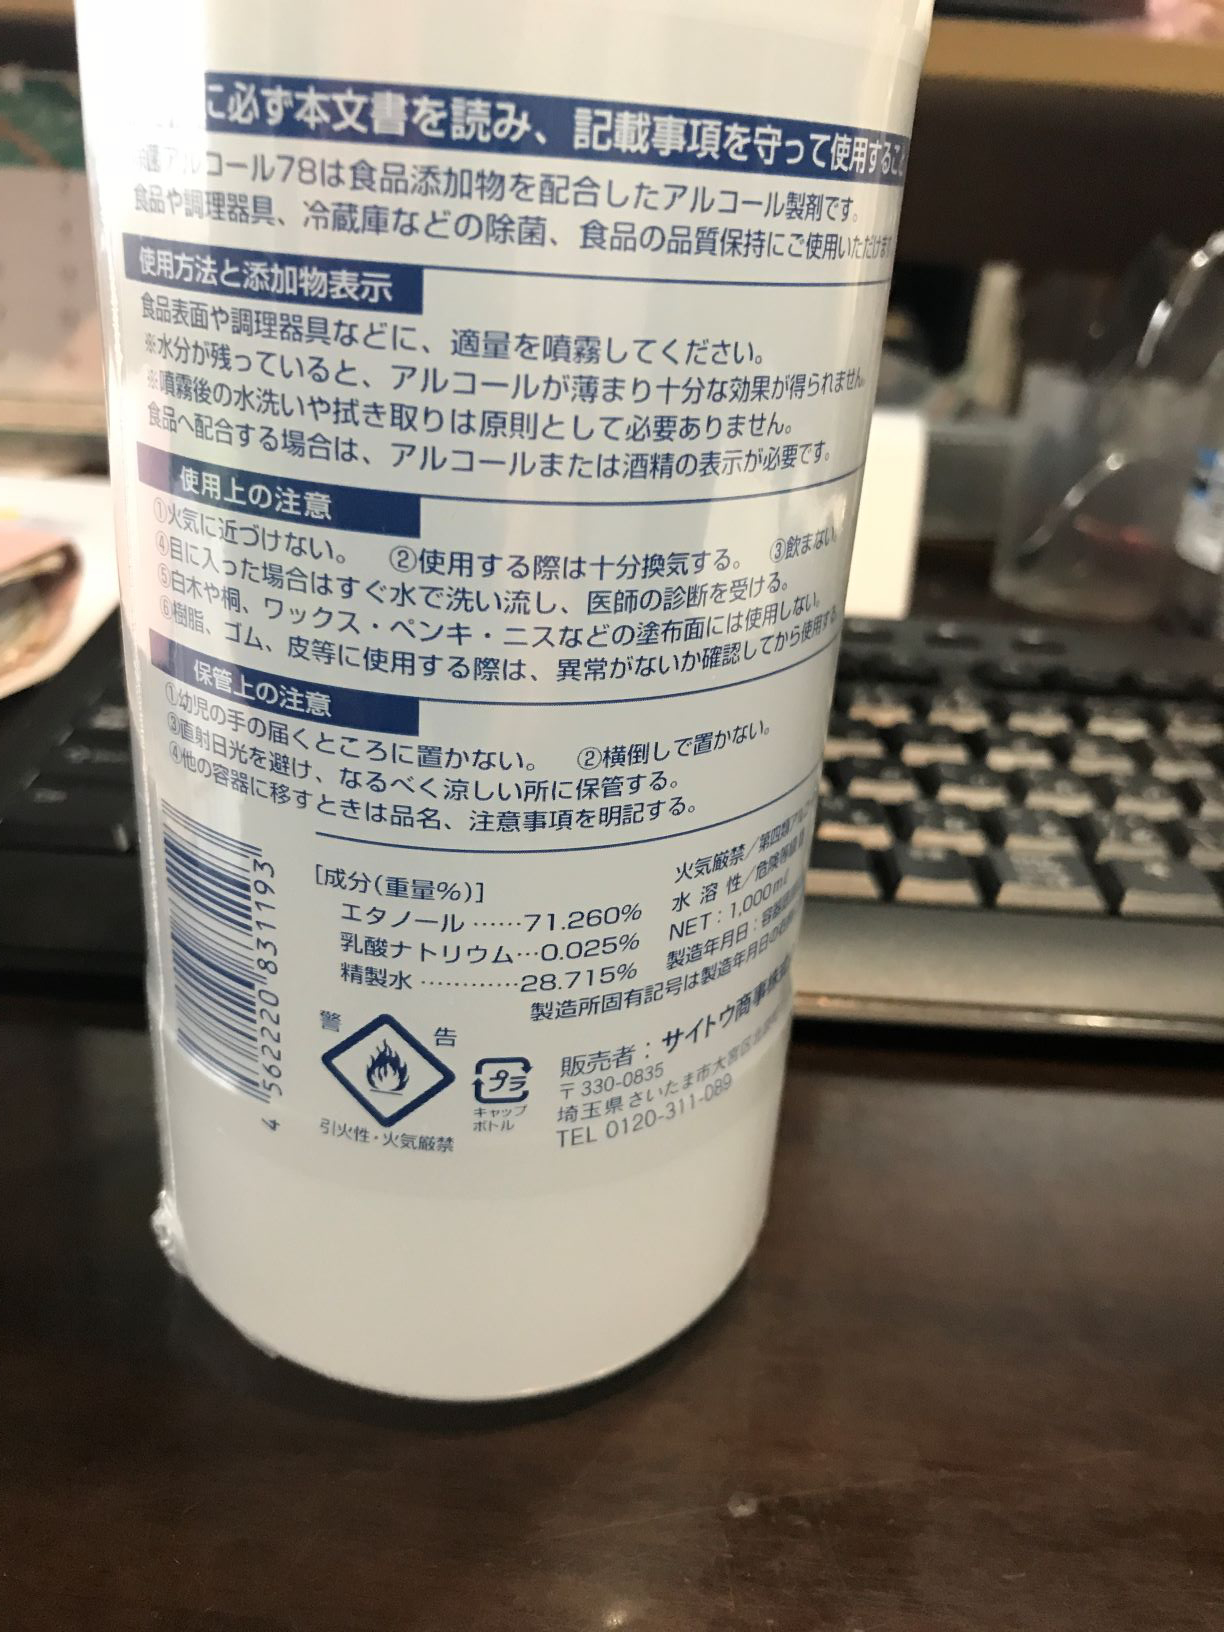 に必ず本文書を読み、記載事項を守って使用すること
アルコール78は食品添加物を配合したアルコール製剤です。
食品や調理器具、冷蔵庫などの除菌、食品の品質保持にご使用いただけます
使用方法と添加物表示
食品表面や調理器具などに、適量を噴霧してください。
※水分が残っていると、アルコールが薄まり十分な効果が得られません。
※噴霧後の水洗いや拭き取りは原則として必要ありません。
食品へ配合する場合は、アルコールまたは酒精の表示が必要です。
使用上の注意
①火気に近づけない。 ②使用する際は十分換気する。 ③飲まない。
④目に入った場合はすぐ水で洗い流し、医師の診断を受ける。
⑤白木や桐、ワックス・ペンキ・ニスなどの塗布面には使用しない。
⑥樹脂、ゴム、皮等に使用する際は、異常がないか確認してから使用する。
保管上の注意
①幼児の手の届くところに置かない。 ②横倒しで置かない。
③直射日光を避け、なるべく涼しい所に保管する。
④他の容器に移すときは品名、注意事項を明記する。
[成分(重量%)]
エタノール……71.260%
乳酸ナトリウム…0.025%
精製水…………28.715%
火気厳禁/第四類アル
水溶性/危険等級Ⅱ
NET:1,000ml
製造年月日:容器
製造所固有記号は製造年月日の
販売者:サイトウ商事株式
〒330-0835
埼玉県さいたま市大宮区
TEL 0120-311-089
警告
引火性・火気厳禁
プラ
キャップ
ボトル
4 562220 831193